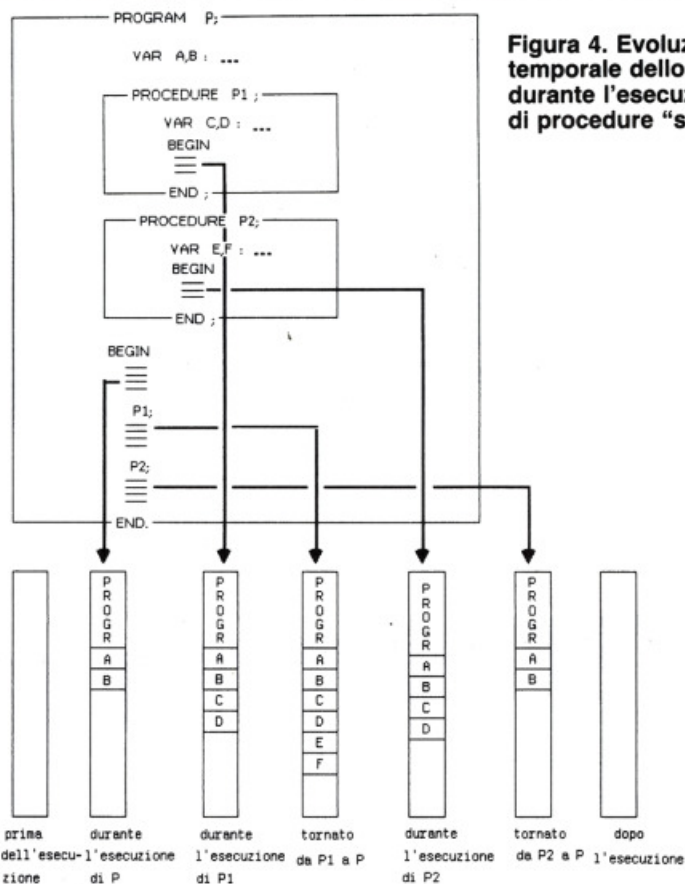 PROGRAM P;
VAR A,B : ...
PROCEDURE P1 ;
VAR C,D : ...
BEGIN
END ;
PROCEDURE P2;
VAR E,F : ...
BEGIN
END ;
BEGIN
P1;
P2;
END.
Figura 4. Evoluz
temporale dello
durante l'esecuz
di procedure "s
PROGR
A
B
PROGR
A
B
C
D
PROGR
A
B
C
D
E
F
PROGR
A
B
C
D
PROGR
A
B
prima
dell'esecu-
zione
durante
l'esecuzione
di P
durante
l'esecuzione
di P1
tornato
da P1 a P
durante
l'esecuzione
di P2
tornato
da P2 a P
dopo
l'esecuzione